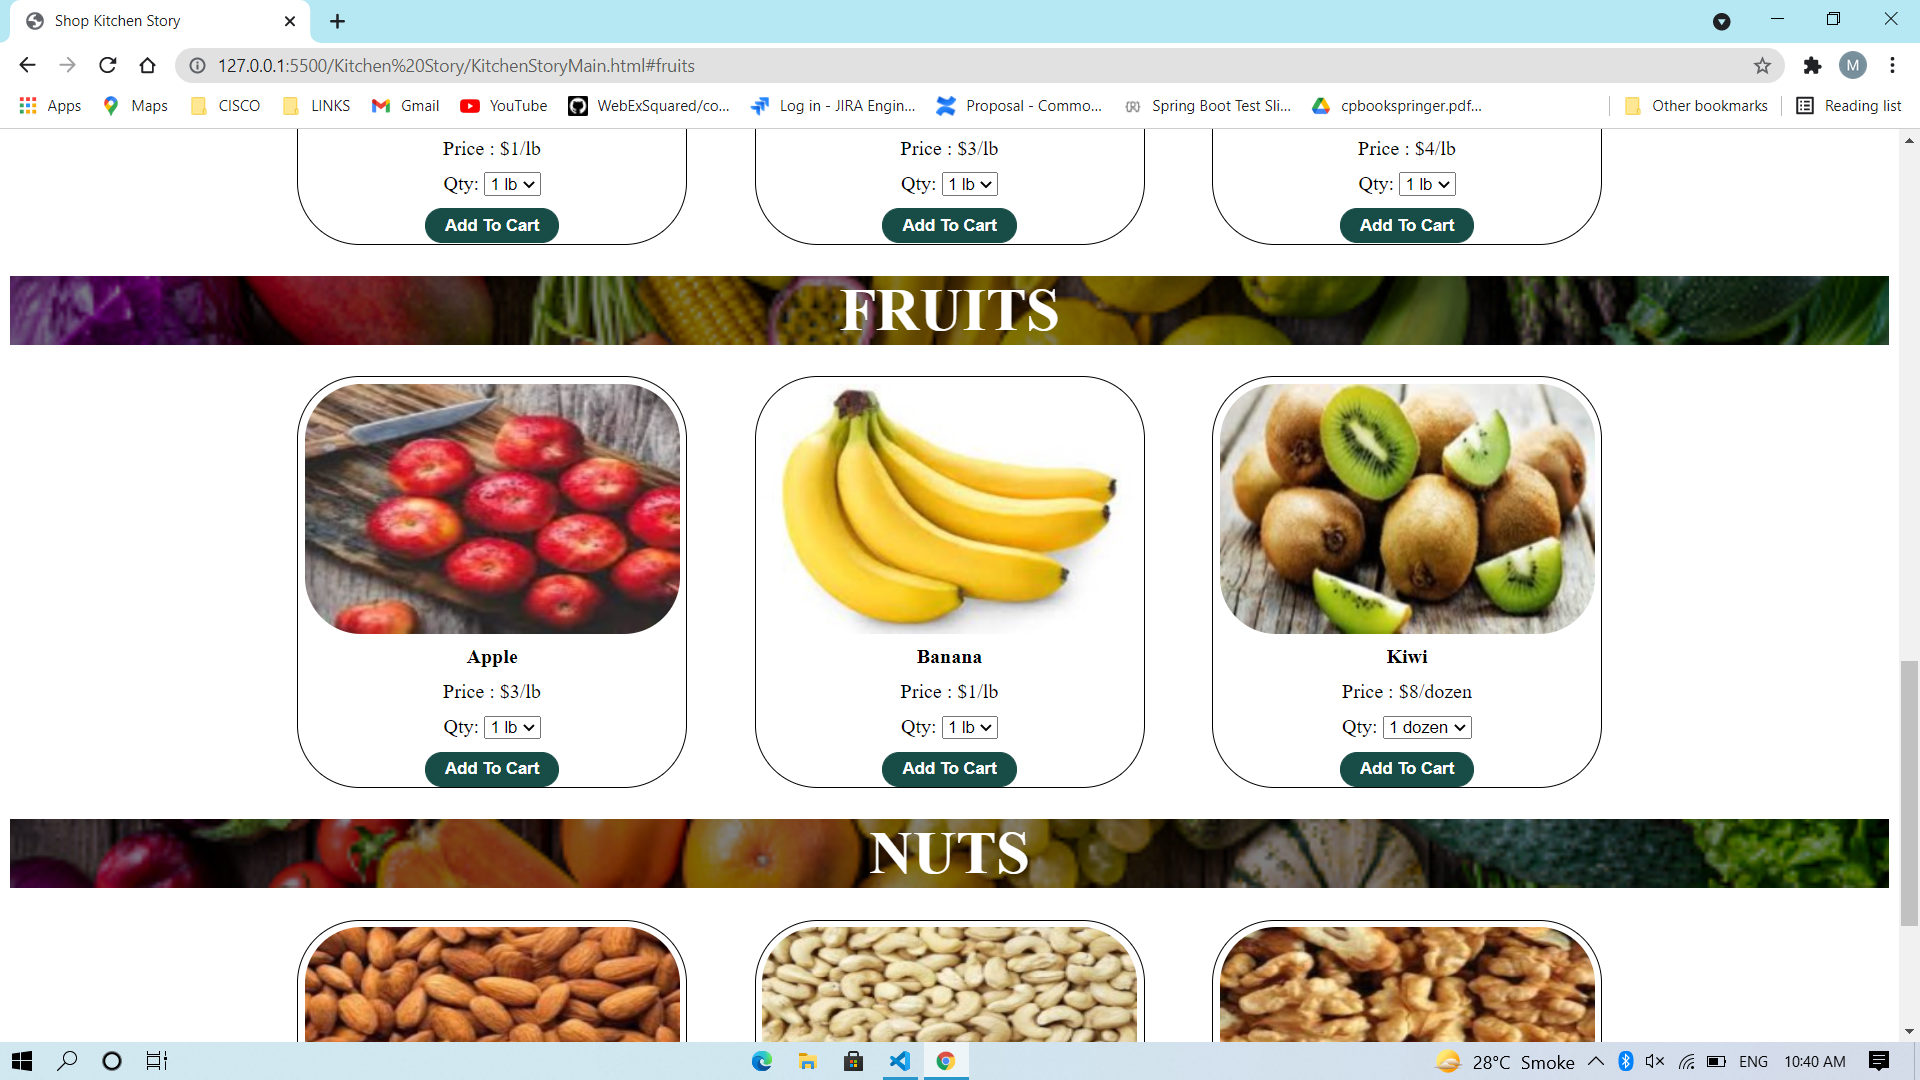 Shop Kitchen Story
127.0.0.1:5500/Kitchen%20Story/KitchenStoryMain.html#fruits
M
Apps Maps CISCO LINKS Gmail YouTube WebExSquared/co... Log in - JIRA Engin... Proposal - Commo... {R} Spring Boot Test Sli... cpbookspringer.pdf... Other bookmarks Reading list
Price : $1/lb Price : $3/lb Price : $4/lb
Qty: 1 lb Qty: 1 lb Qty: 1 lb
Add To Cart Add To Cart Add To Cart
FRUITS
Apple Banana Kiwi
Price : $3/lb Price : $1/lb Price : $8/dozen
Qty: 1 lb Qty: 1 lb Qty: 1 dozen
Add To Cart Add To Cart Add To Cart
NUTS
28°C Smoke ENG 10:40 AM